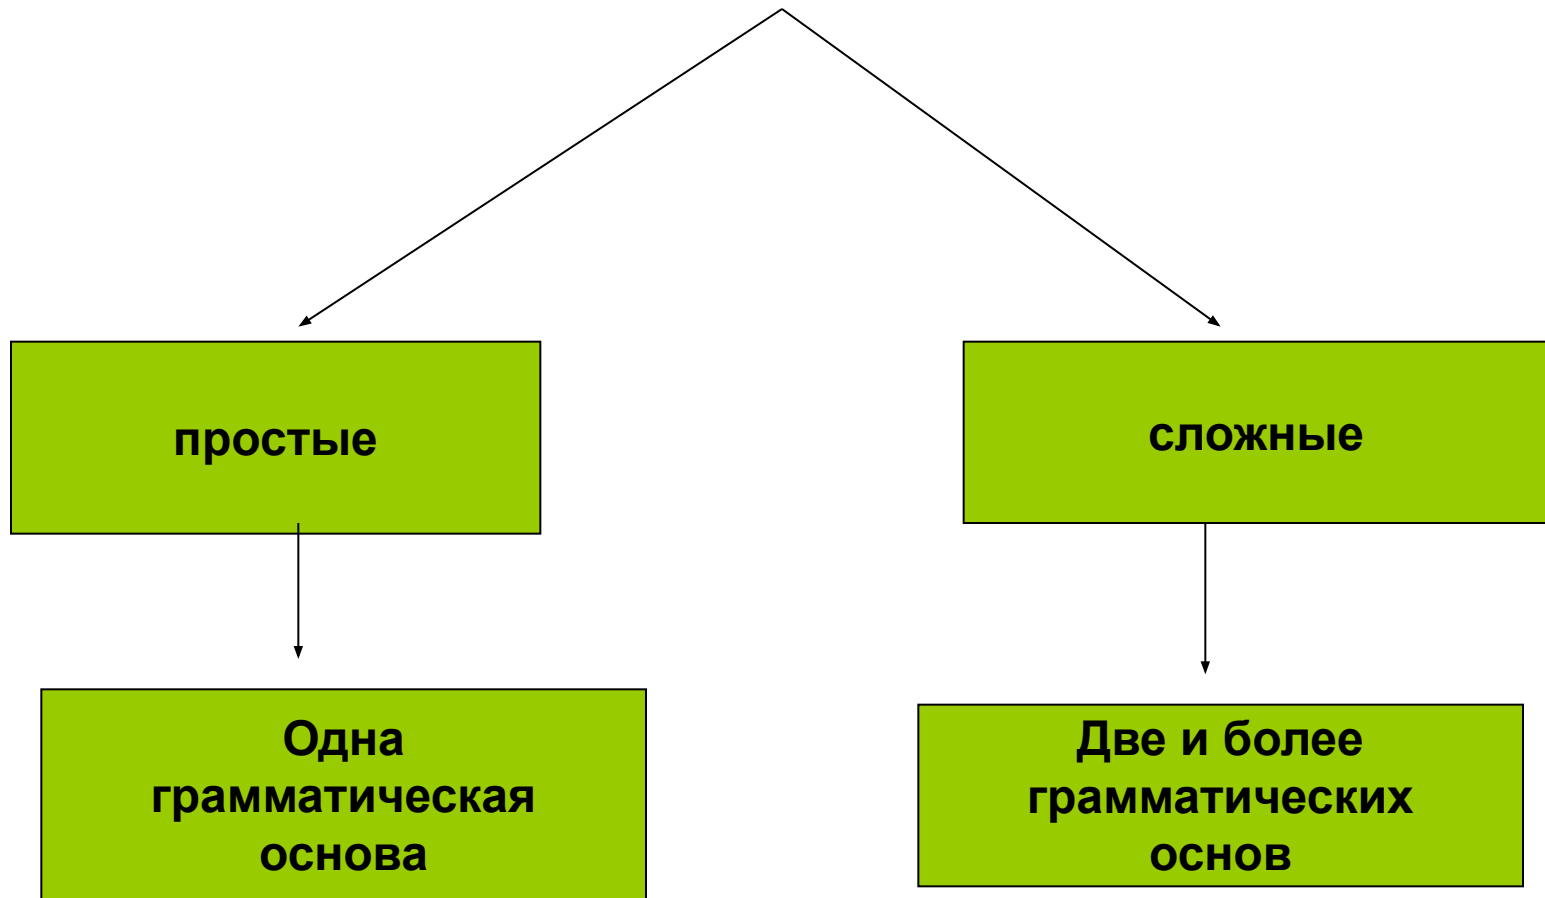 простые
сложные
Одна
грамматическая
основа
Две и более
грамматических
основ